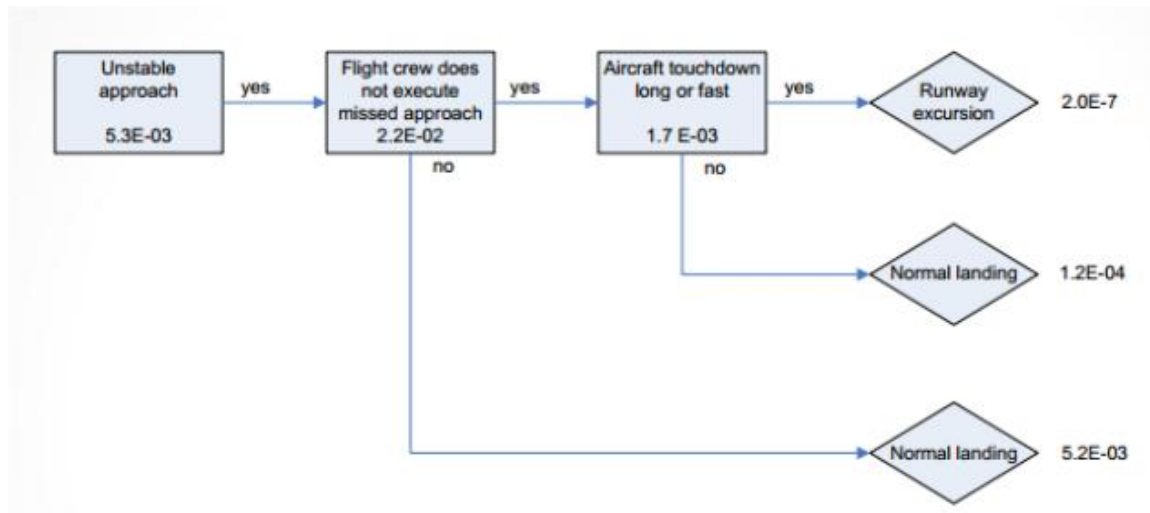 Unstable
approach
5.3E-03
yes
Flight crew does
not execute
missed approach
2.2E-02
yes
no
Aircraft touchdown
long or fast
1.7 E-03
yes
no
Runway
excursion
2.0E-7
Normal landing
1.2E-04
Normal landing
5.2E-03